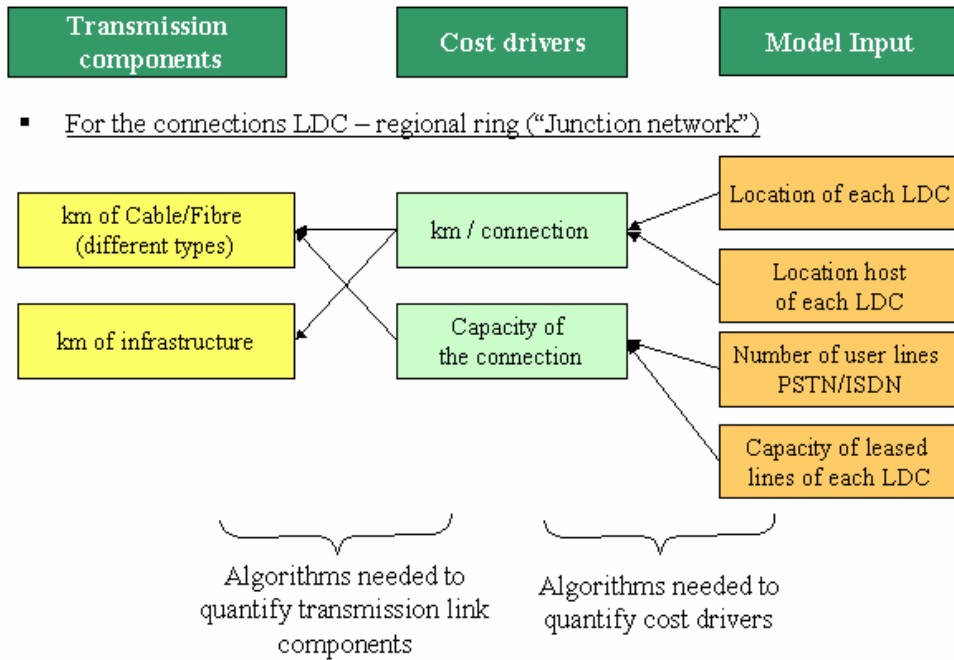 Transmission
components
Cost drivers
Model Input
▪ For the connections LDC – regional ring (“Junction network”)
km of Cable/Fibre
(different types)
km / connection
Location of each LDC
Location host
of each LDC
km of infrastructure
Capacity of
the connection
Number of user lines
PSTN/ISDN
Capacity of leased
lines of each LDC
Algorithms needed to
quantify transmission link
components
Algorithms needed to
quantify cost drivers